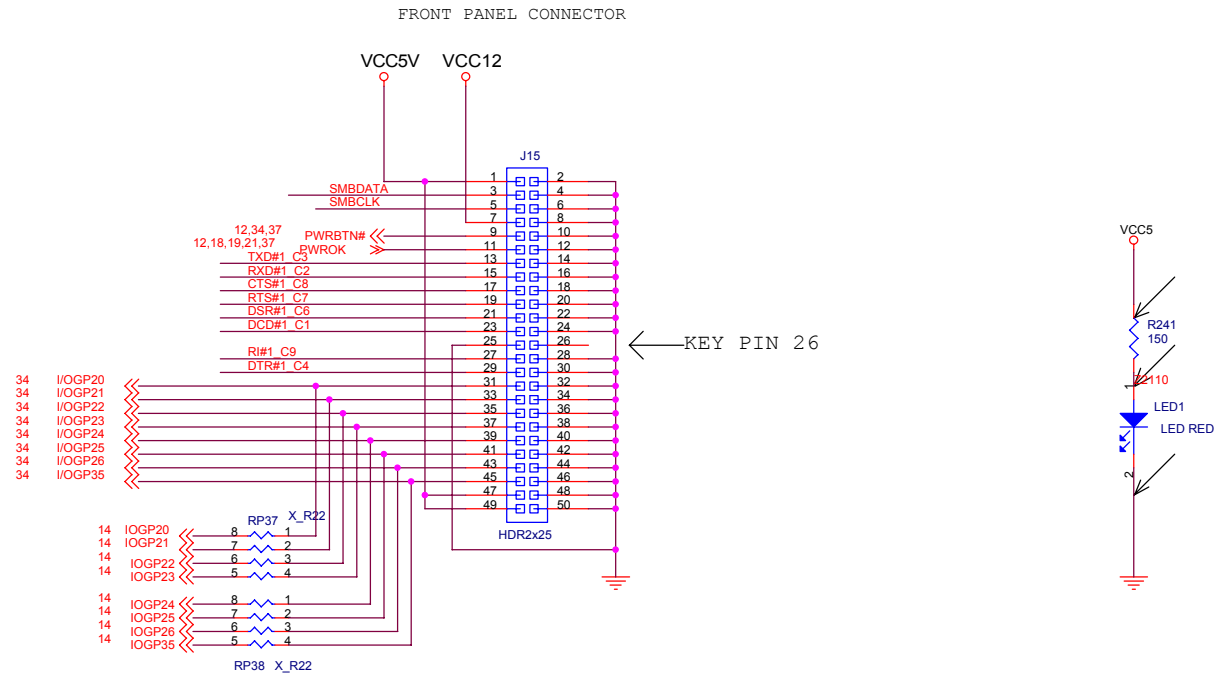 FRONT PANEL CONNECTOR
VCC5V VCC12
J15
1 2
SMBDATA 3 4
SMBCLK 5 6
7 8
12,34,37 PWRBTN# 9 10
12,18,19,21,37 PWROK 11 12
TXD#1_C3 13 14
RXD#1_C2 15 16
CTS#1_C8 17 18
RTS#1_C7 19 20
DSR#1_C6 21 22
DCD#1_C1 23 24
25 26 KEY PIN 26
RI#1_C9 27 28
DTR#1_C4 29 30
34 I/OGP20 31 32
34 I/OGP21 33 34
34 I/OGP22 35 36
34 I/OGP23 37 38
34 I/OGP24 39 40
34 I/OGP25 41 42
34 I/OGP26 43 44
34 I/OGP35 45 46
47 48
49 50
HDR2x25
RP37 X_R22
14 IOGP20 8 1
14 IOGP21 7 2
14 IOGP22 6 3
14 IOGP23 5 4
14 IOGP24 8 1
14 IOGP25 7 2
14 IOGP26 6 3
14 IOGP35 5 4
RP38 X_R22
VCC5
R241
150
1
LED1
LED RED
2